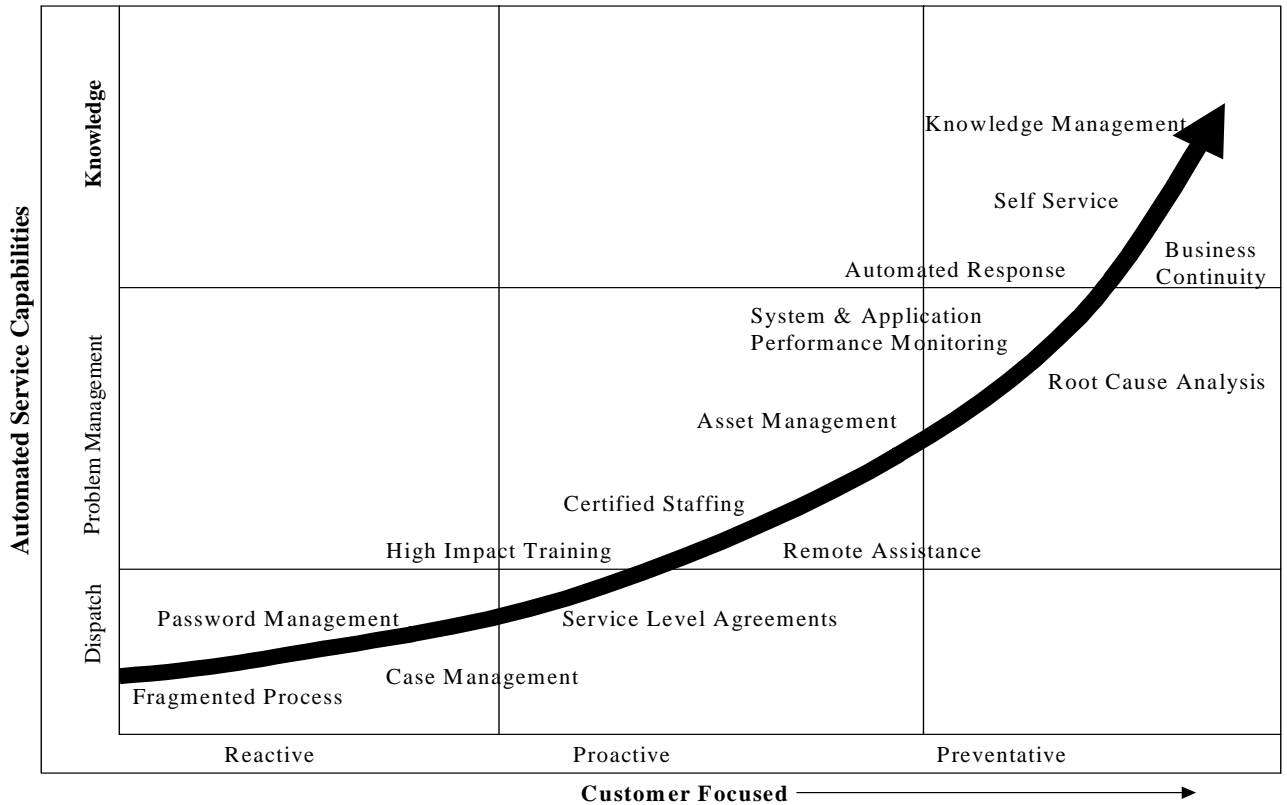 Knowledge
Knowledge Management
Self Service
Business
Continuity
Automated Response
Automated Service Capabilities
System & Application
Performance Monitoring
Root Cause Analysis
Problem Management
Asset Management
Certified Staffing
High Impact Training
Remote Assistance
Dispatch
Password Management
Service Level Agreements
Case Management
Fragmented Process
Reactive
Proactive
Preventative
Customer Focused